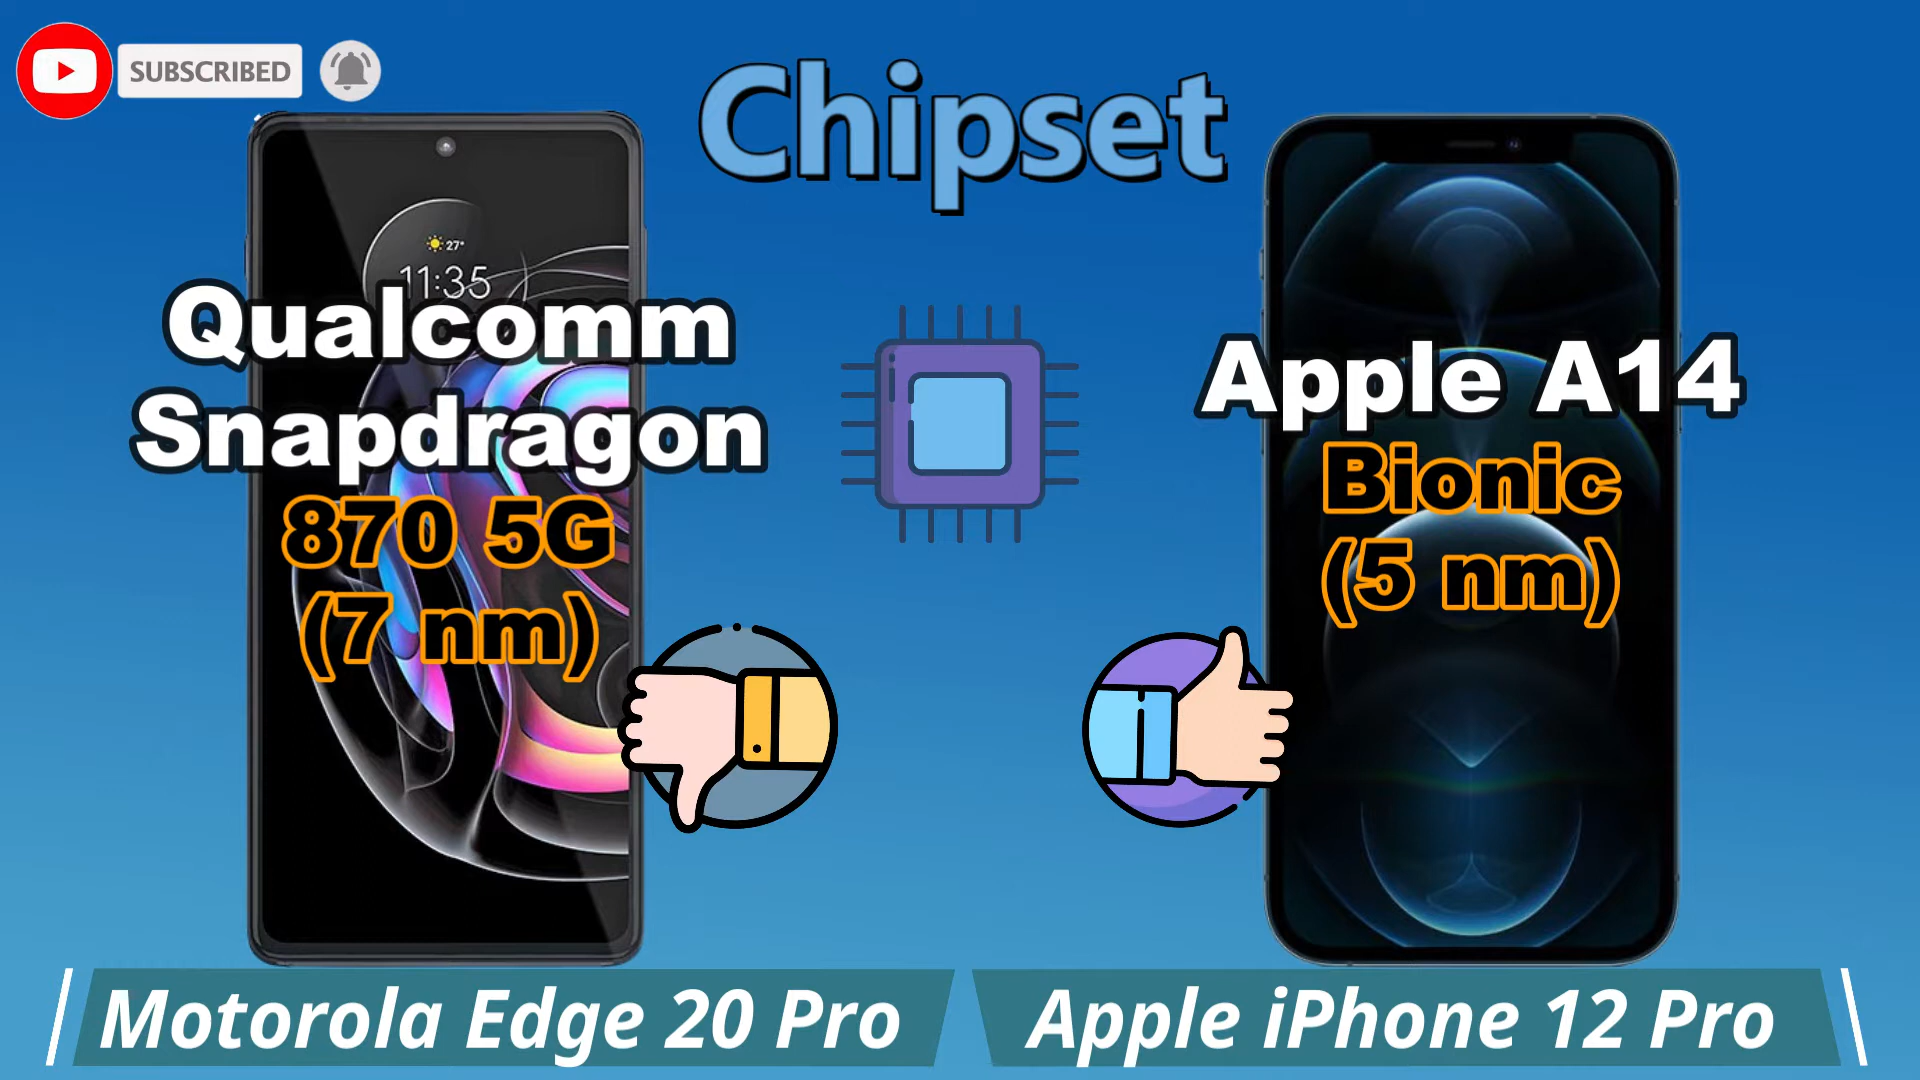 SUBSCRIBED
Chipset
27°
11:35
Qualcomm
Snapdragon
870 5G
(7 nm)
Apple A14
Bionic
(5 nm)
Motorola Edge 20 Pro
Apple iPhone 12 Pro